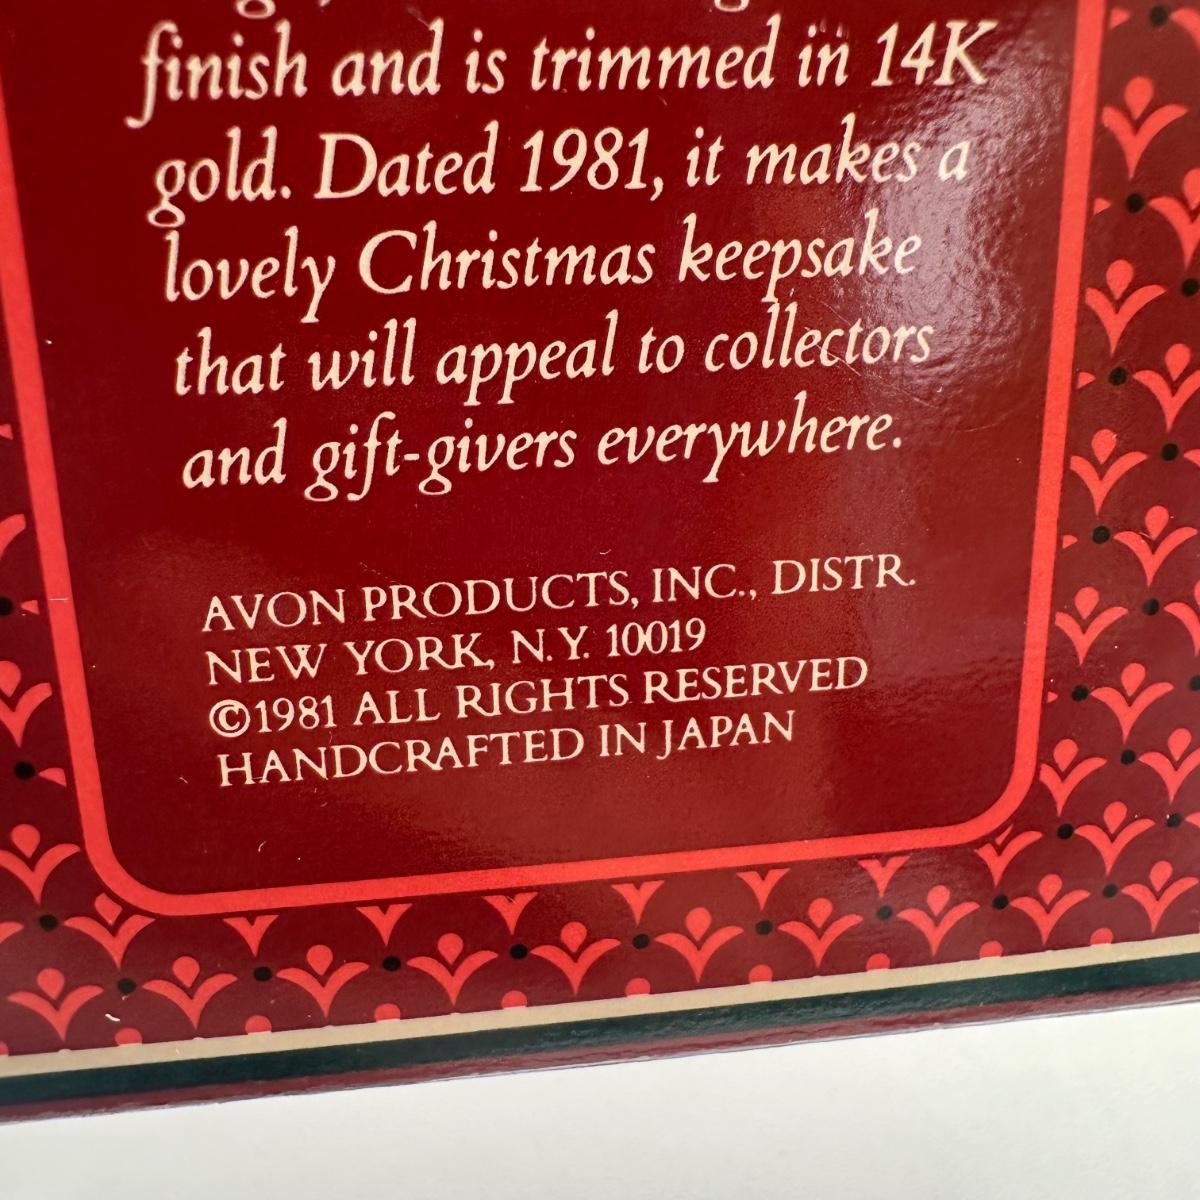 finish and is trimmed in 14K
gold. Dated 1981, it makes a
lovely Christmas keepsake
that will appeal to collectors
and gift-givers everywhere.
AVON PRODUCTS, INC., DISTR.
NEW YORK, N.Y. 10019
©1981 ALL RIGHTS RESERVED
HANDCRAFTED IN JAPAN